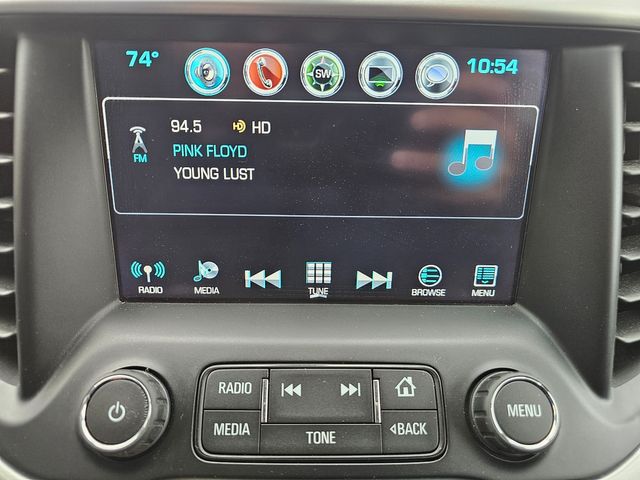 74° SW 10:54
94.5 HD HD
FM PINK FLOYD
YOUNG LUST
RADIO MEDIA TUNE BROWSE MENU
RADIO
MENU
MEDIA TONE BACK